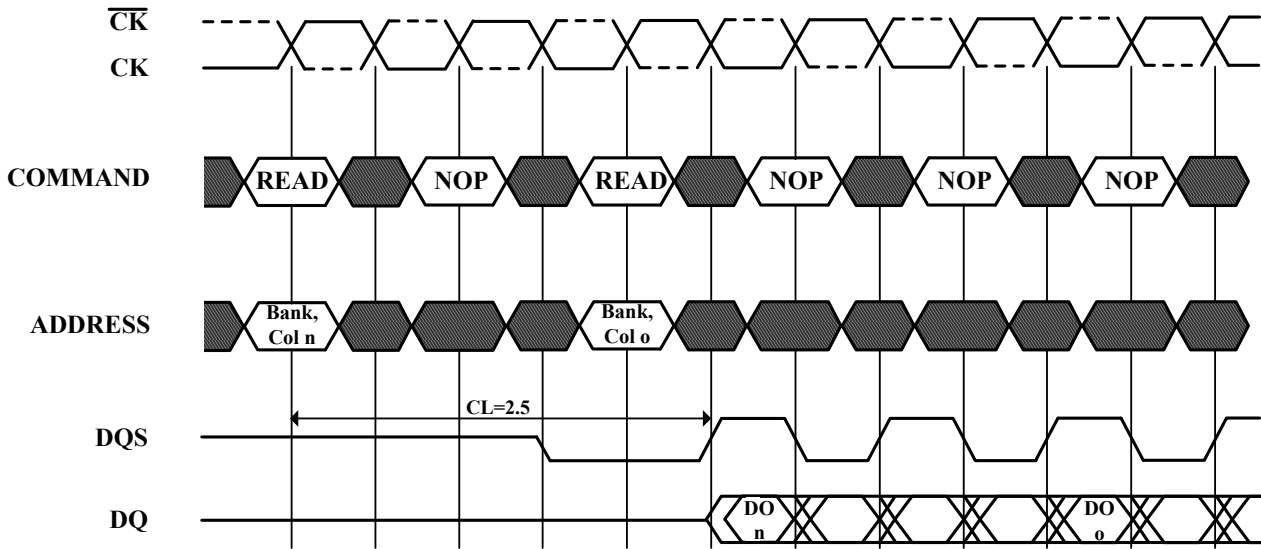 CK
CK
COMMAND
READ
NOP
READ
NOP
NOP
NOP
ADDRESS
Bank,
Col n
Bank,
Col o
CL=2.5
DQS
DQ
DO
n
DO
o